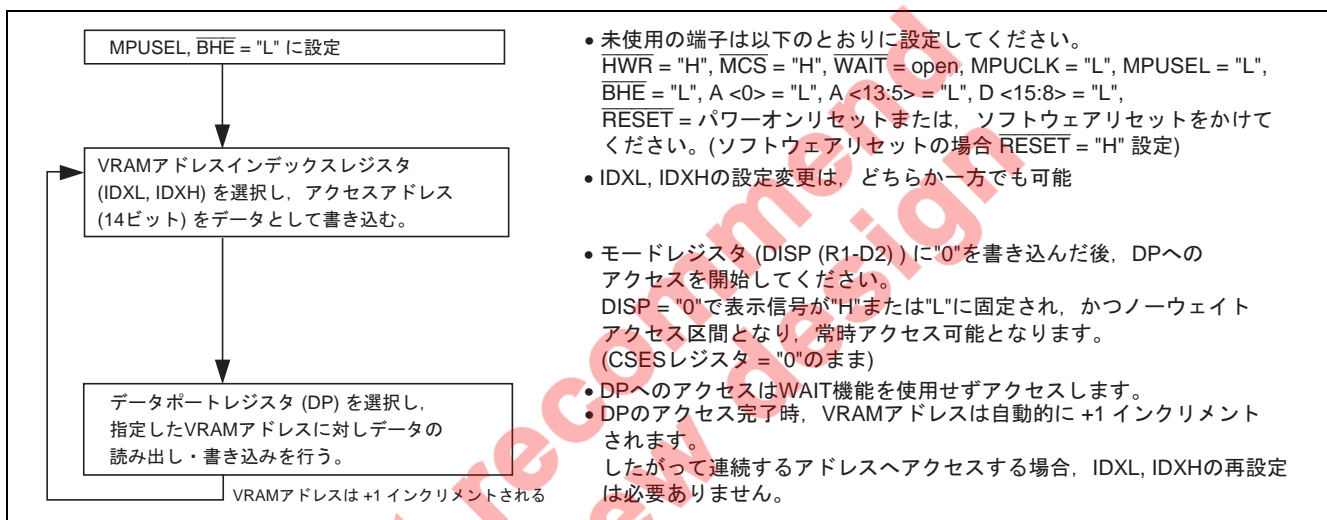 MPUSEL, BHE = "L" に設定
VRAMアドレスインデックスレジスタ
(IDXL, IDXH) を選択し，アクセスアドレス
(14ビット) をデータとして書き込む。
データポートレジスタ (DP) を選択し，
指定したVRAMアドレスに対しデータの
読み出し・書き込みを行う。
VRAMアドレスは +1 インクリメントされる
• 未使用の端子は以下のとおりに設定してください。
HWR = "H", MCS = "H", WAIT = open, MPUCLK = "L", MPUSEL = "L",
BHE = "L", A <0> = "L", A <13:5> = "L", D <15:8> = "L",
RESET = パワーオンリセットまたは，ソフトウェアリセットをかけて
ください。(ソフトウェアリセットの場合 RESET = "H" 設定)
• IDXL, IDXHの設定変更は，どちらか一方でも可能
• モードレジスタ (DISP (R1-D2) ) に"0"を書き込んだ後，DPへの
アクセスを開始してください。
DISP = "0"で表示信号が"H"または"L"に固定され，かつノーウェイト
アクセス区間となり，常時アクセス可能となります。
(CSESレジスタ = "0"のまま)
• DPへのアクセスはWAIT機能を使用せずアクセスします。
• DPのアクセス完了時，VRAMアドレスは自動的に +1 インクリメント
されます。
したがって連続するアドレスへアクセスする場合，IDXL, IDXHの再設定
は必要ありません。
recommend
design